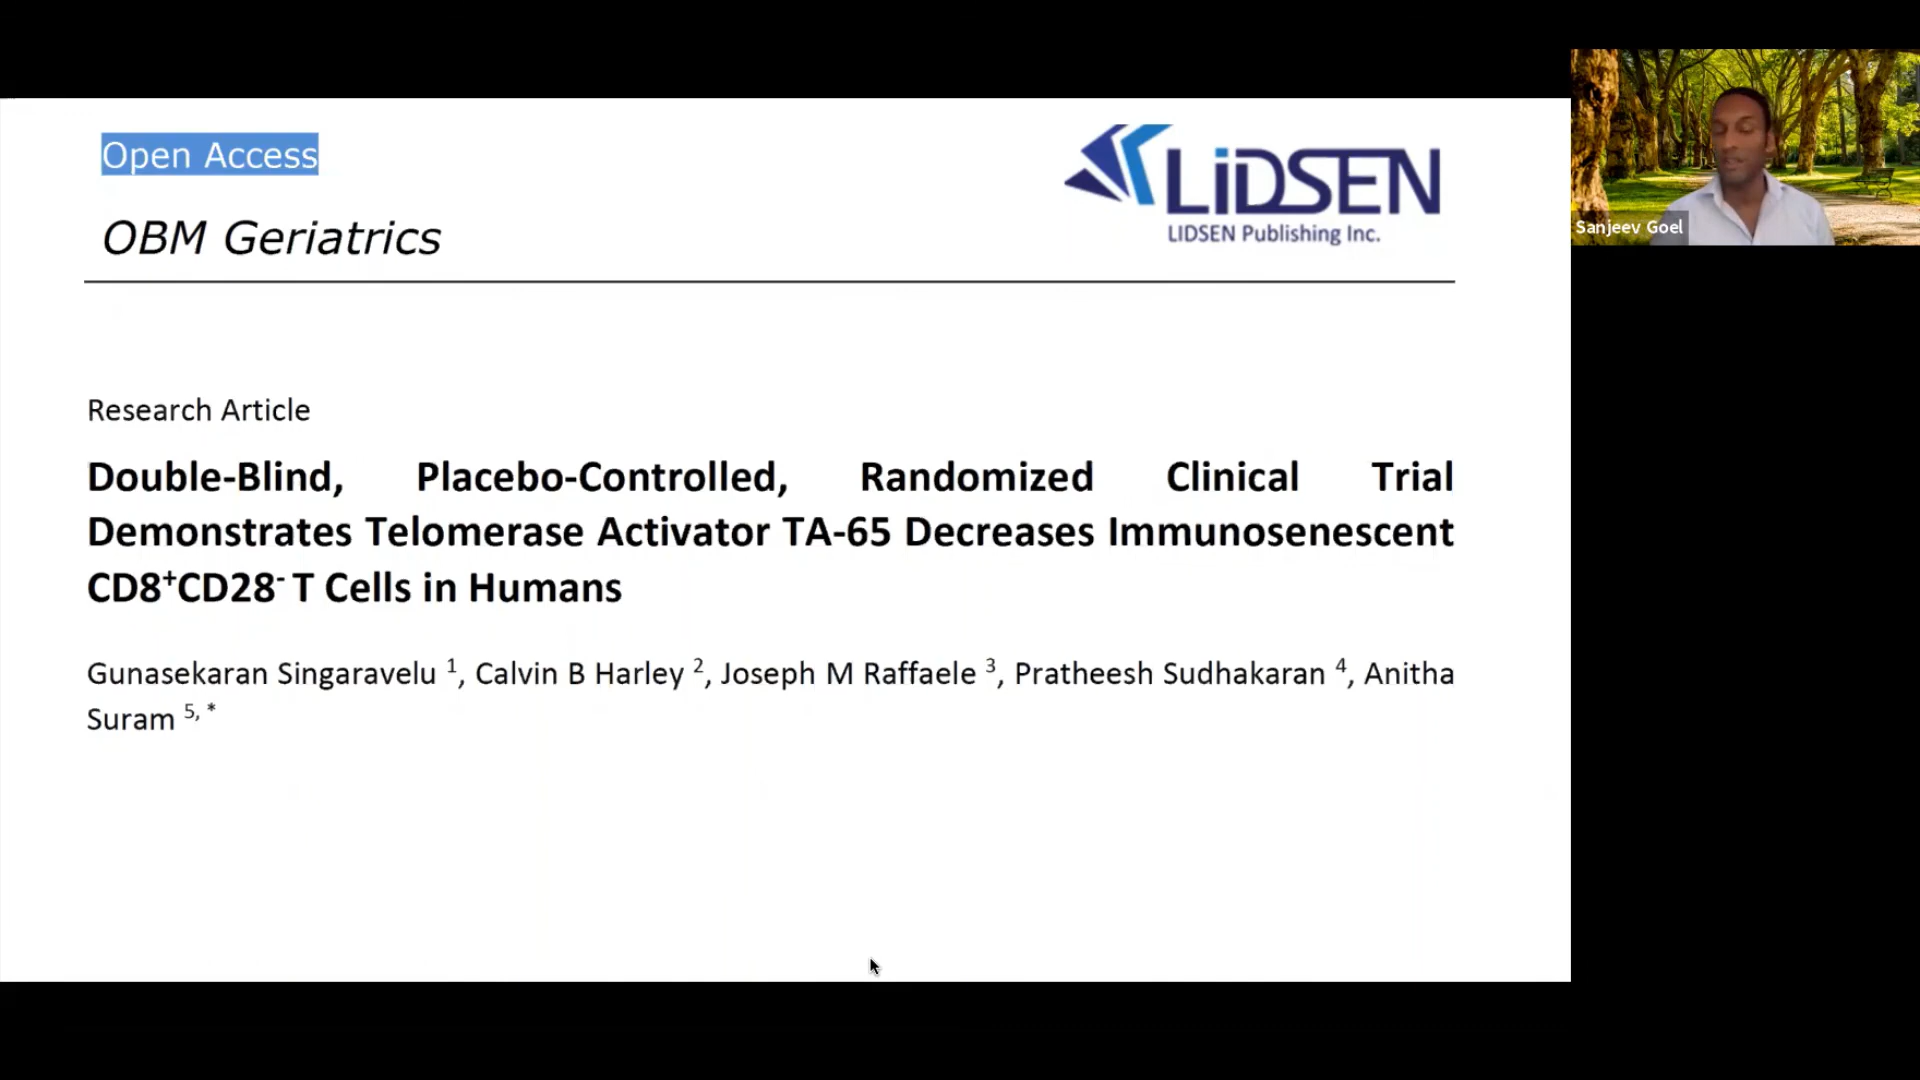 Open Access
LiDSEN
LIDSEN Publishing Inc.
OBM Geriatrics
Sanjeev Goel
Research Article
Double-Blind, Placebo-Controlled, Randomized Clinical Trial
Demonstrates Telomerase Activator TA-65 Decreases Immunosenescent
CD8⁺CD28⁻ T Cells in Humans
Gunasekaran Singaravelu ¹, Calvin B Harley ², Joseph M Raffaele ³, Pratheesh Sudhakaran ⁴, Anitha
Suram ⁵, *